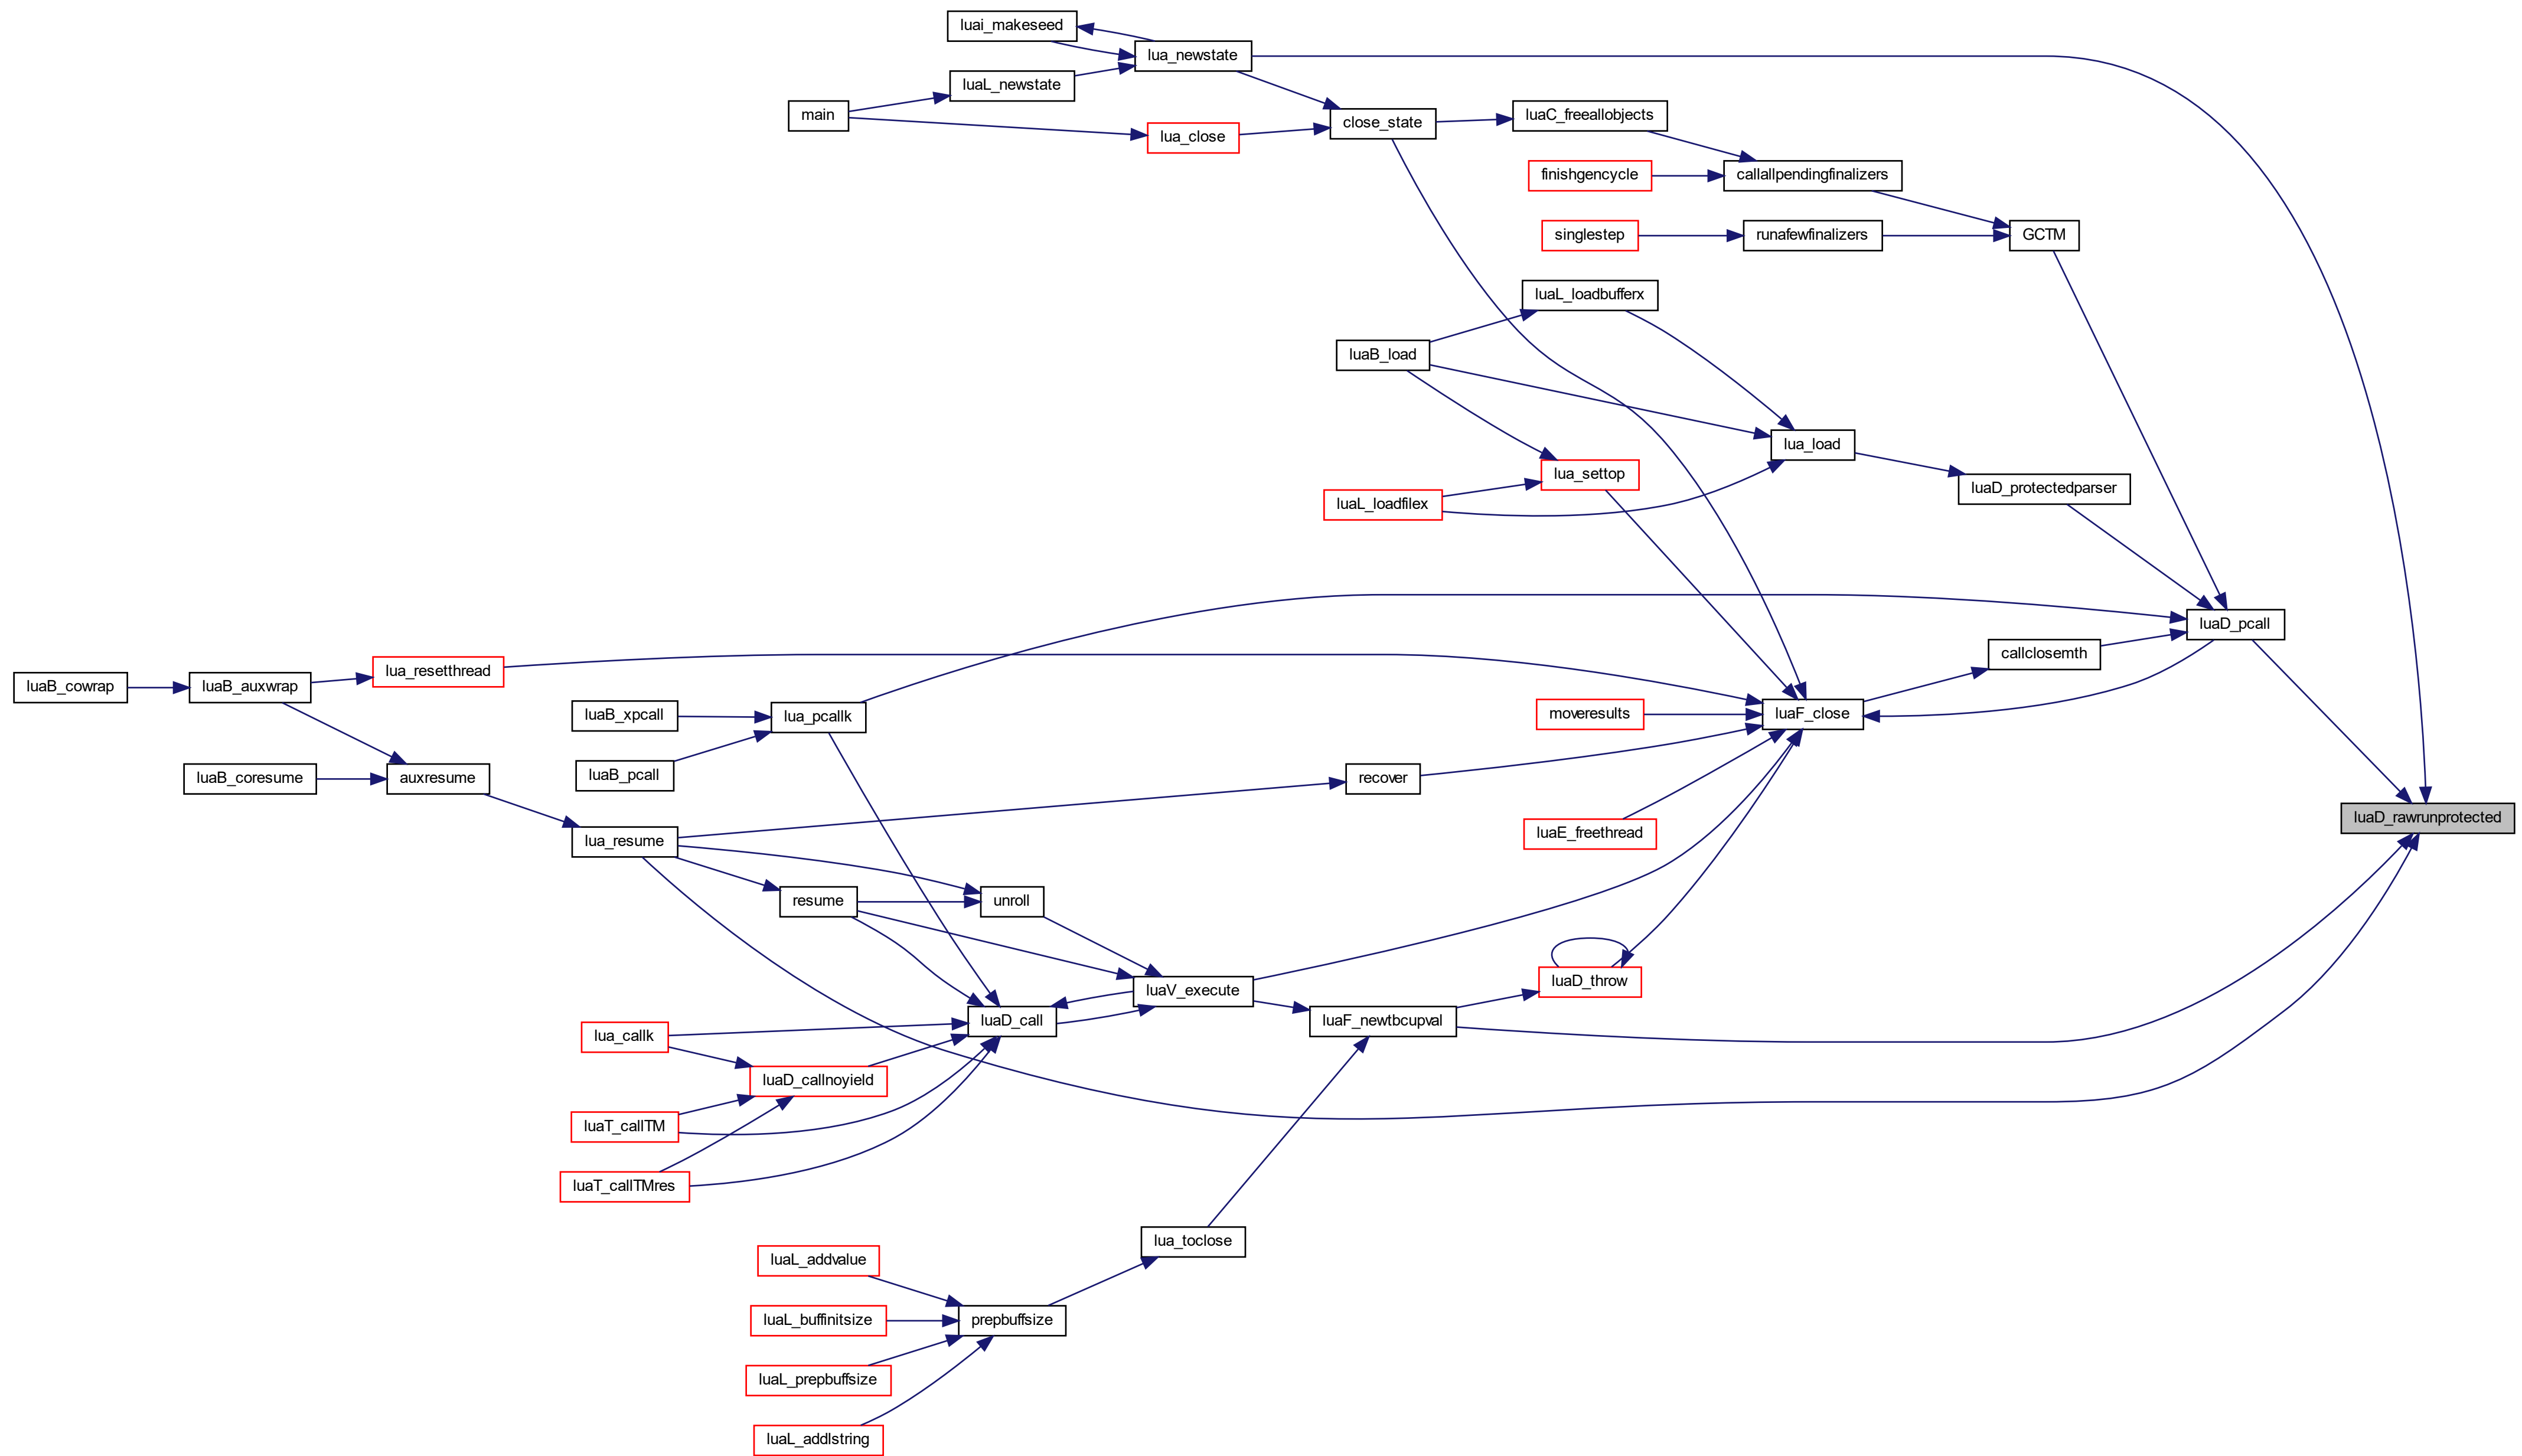 luai_makeseed
lua_newstate
luaL_newstate
main
lua_close
close_state
luaC_freeallobjects
finishgencycle
callallpendingfinalizers
singlestep
runafewfinalizers
GCTM
luaL_loadbufferx
luaB_load
lua_load
lua_settop
luaL_loadfilex
luaD_protectedparser
luaD_pcall
callclosemth
luaB_cowrap
luaB_auxwrap
lua_resetthread
luaB_xpcall
lua_pcallk
moveresults
luaF_close
luaB_coresume
auxresume
luaB_pcall
recover
luaD_rawrunprotected
lua_resume
luaE_freethread
resume
unroll
luaV_execute
luaD_throw
lua_callk
luaD_call
luaF_newtbcupval
luaD_callnoyield
luaT_callTM
luaT_callTMres
lua_toclose
luaL_addvalue
luaL_buffinitsize
prepbuffsize
luaL_prepbuffsize
luaL_addlstring